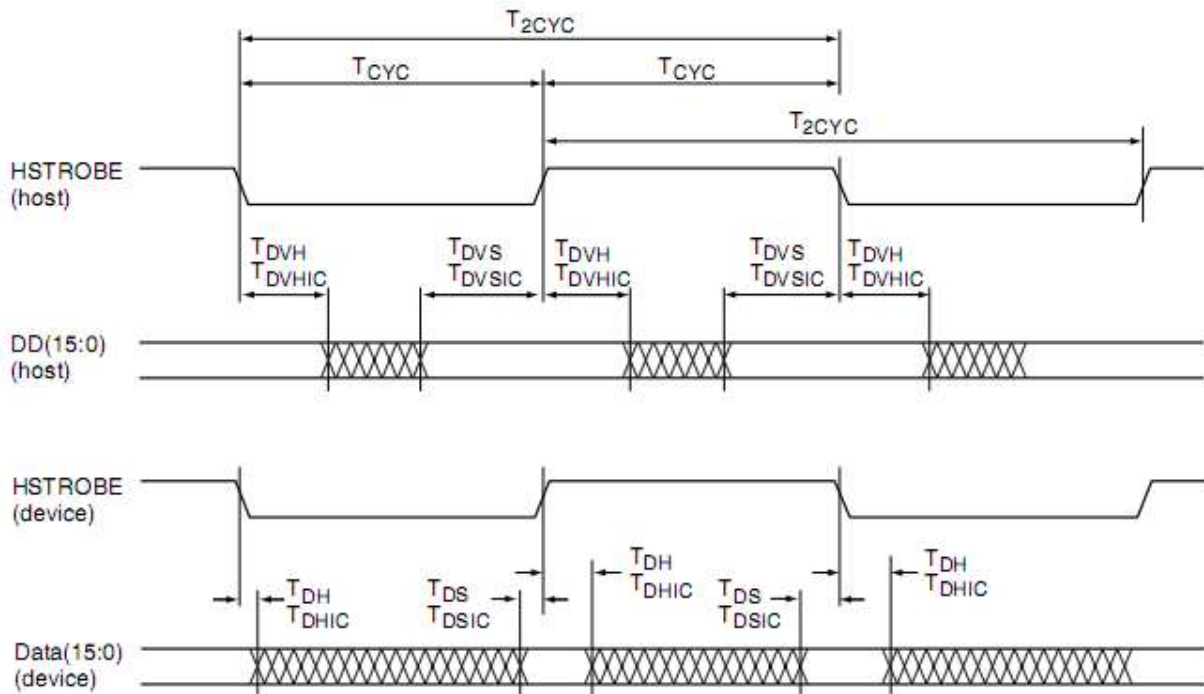 T2CYC
TCYC TCYC
T2CYC
HSTROBE
(host)
TDVH TDVS TDVH TDVS TDVH
TDVHIC TDVSIC TDVHIC TDVSIC TDVHIC
DD(15:0)
(host)
HSTROBE
(device)
TDH TDH
TDHIC TDHIC
TDH TDS TDS
TDHIC TDSIC TDSIC
Data(15:0)
(device)